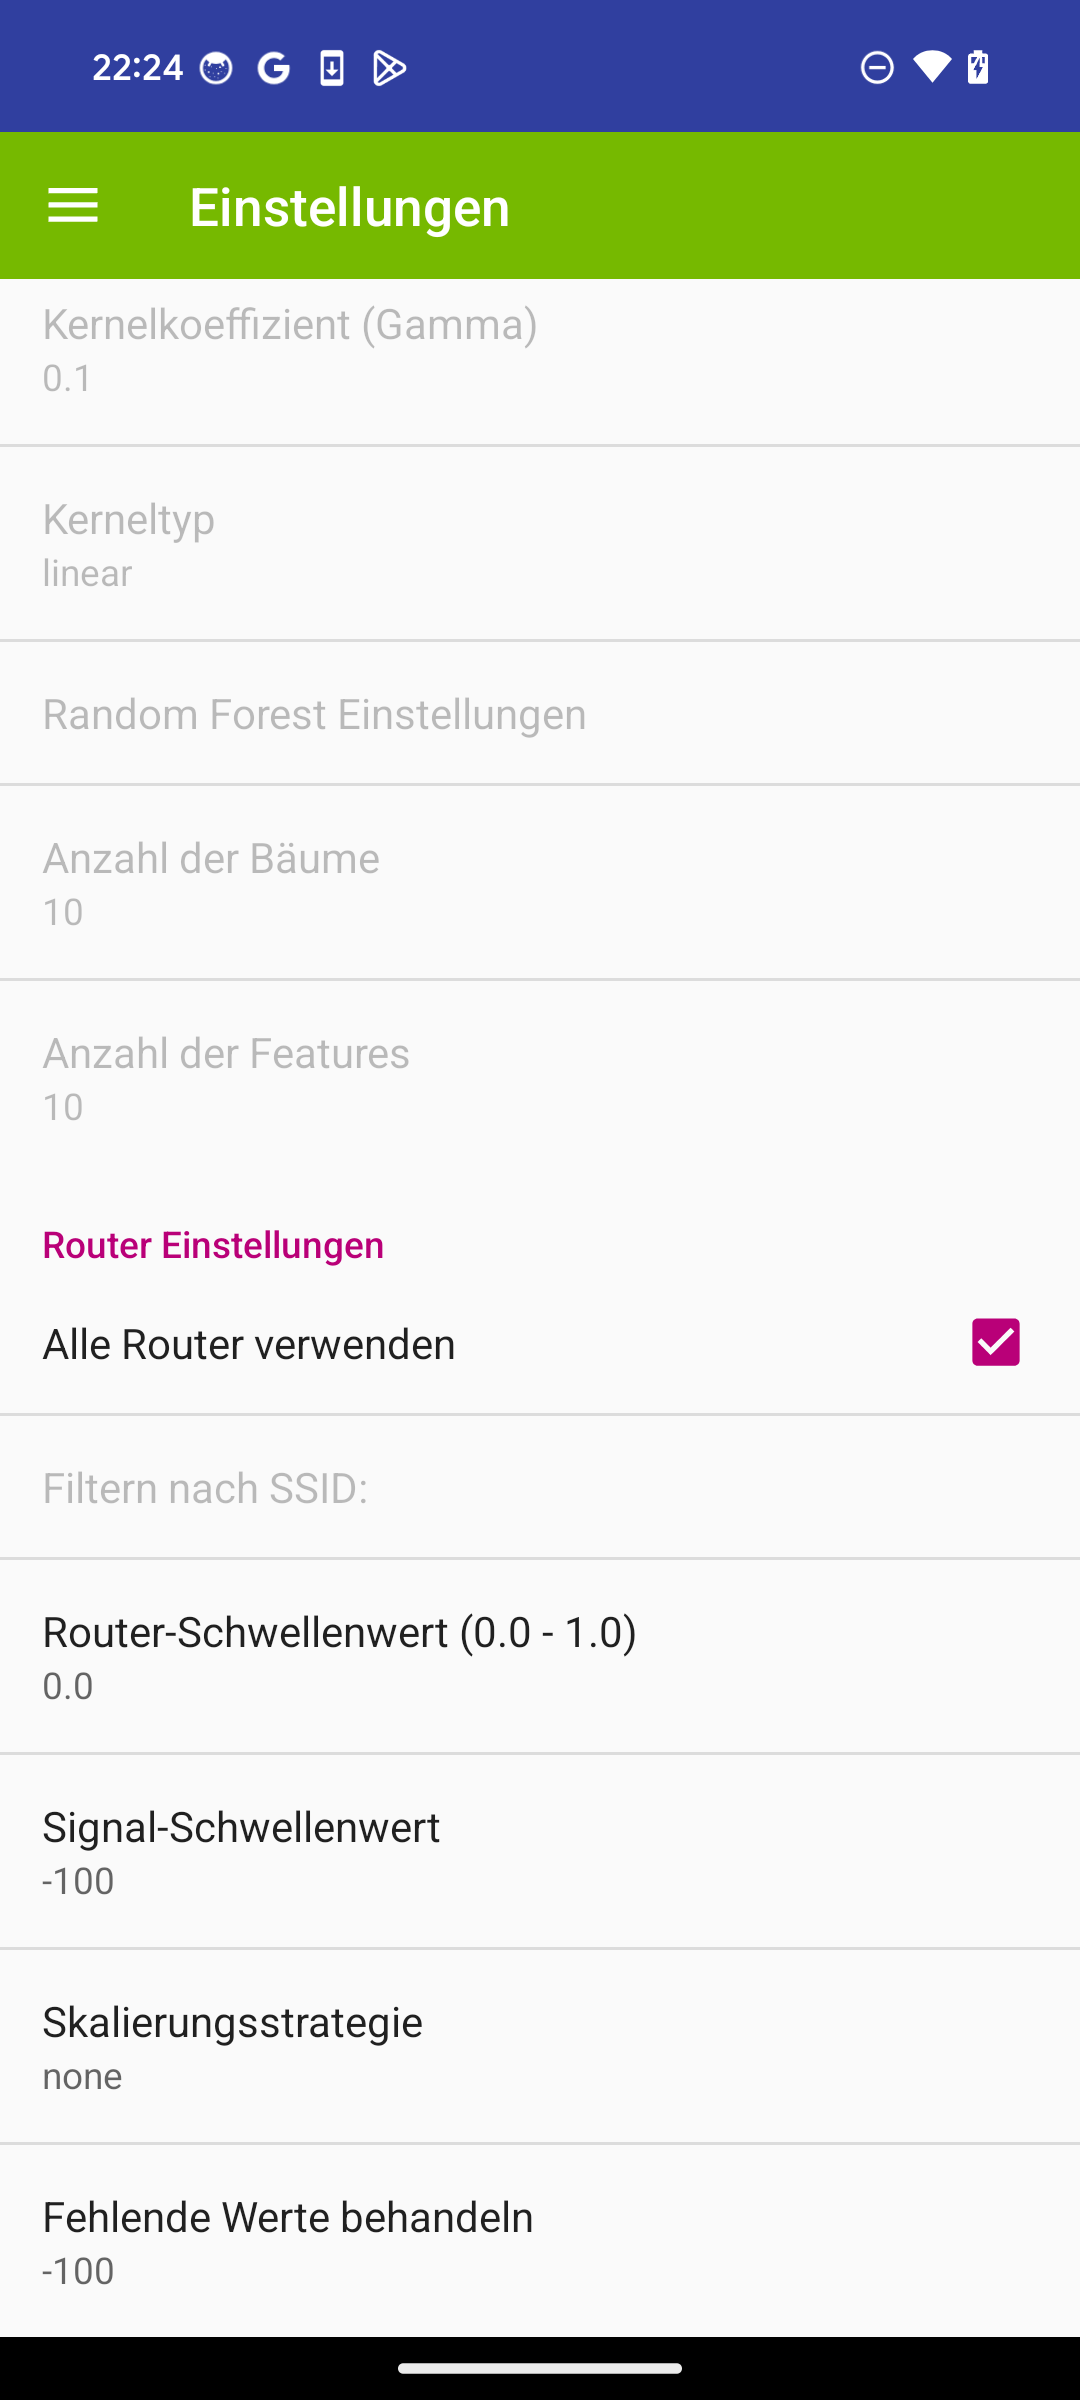 22:24
Einstellungen
Kernelkoeffizient (Gamma)
0.1
Kerneltyp
linear
Random Forest Einstellungen
Anzahl der Bäume
10
Anzahl der Features
10
Router Einstellungen
Alle Router verwenden
Filtern nach SSID:
Router-Schwellenwert (0.0 - 1.0)
0.0
Signal-Schwellenwert
-100
Skalierungsstrategie
none
Fehlende Werte behandeln
-100